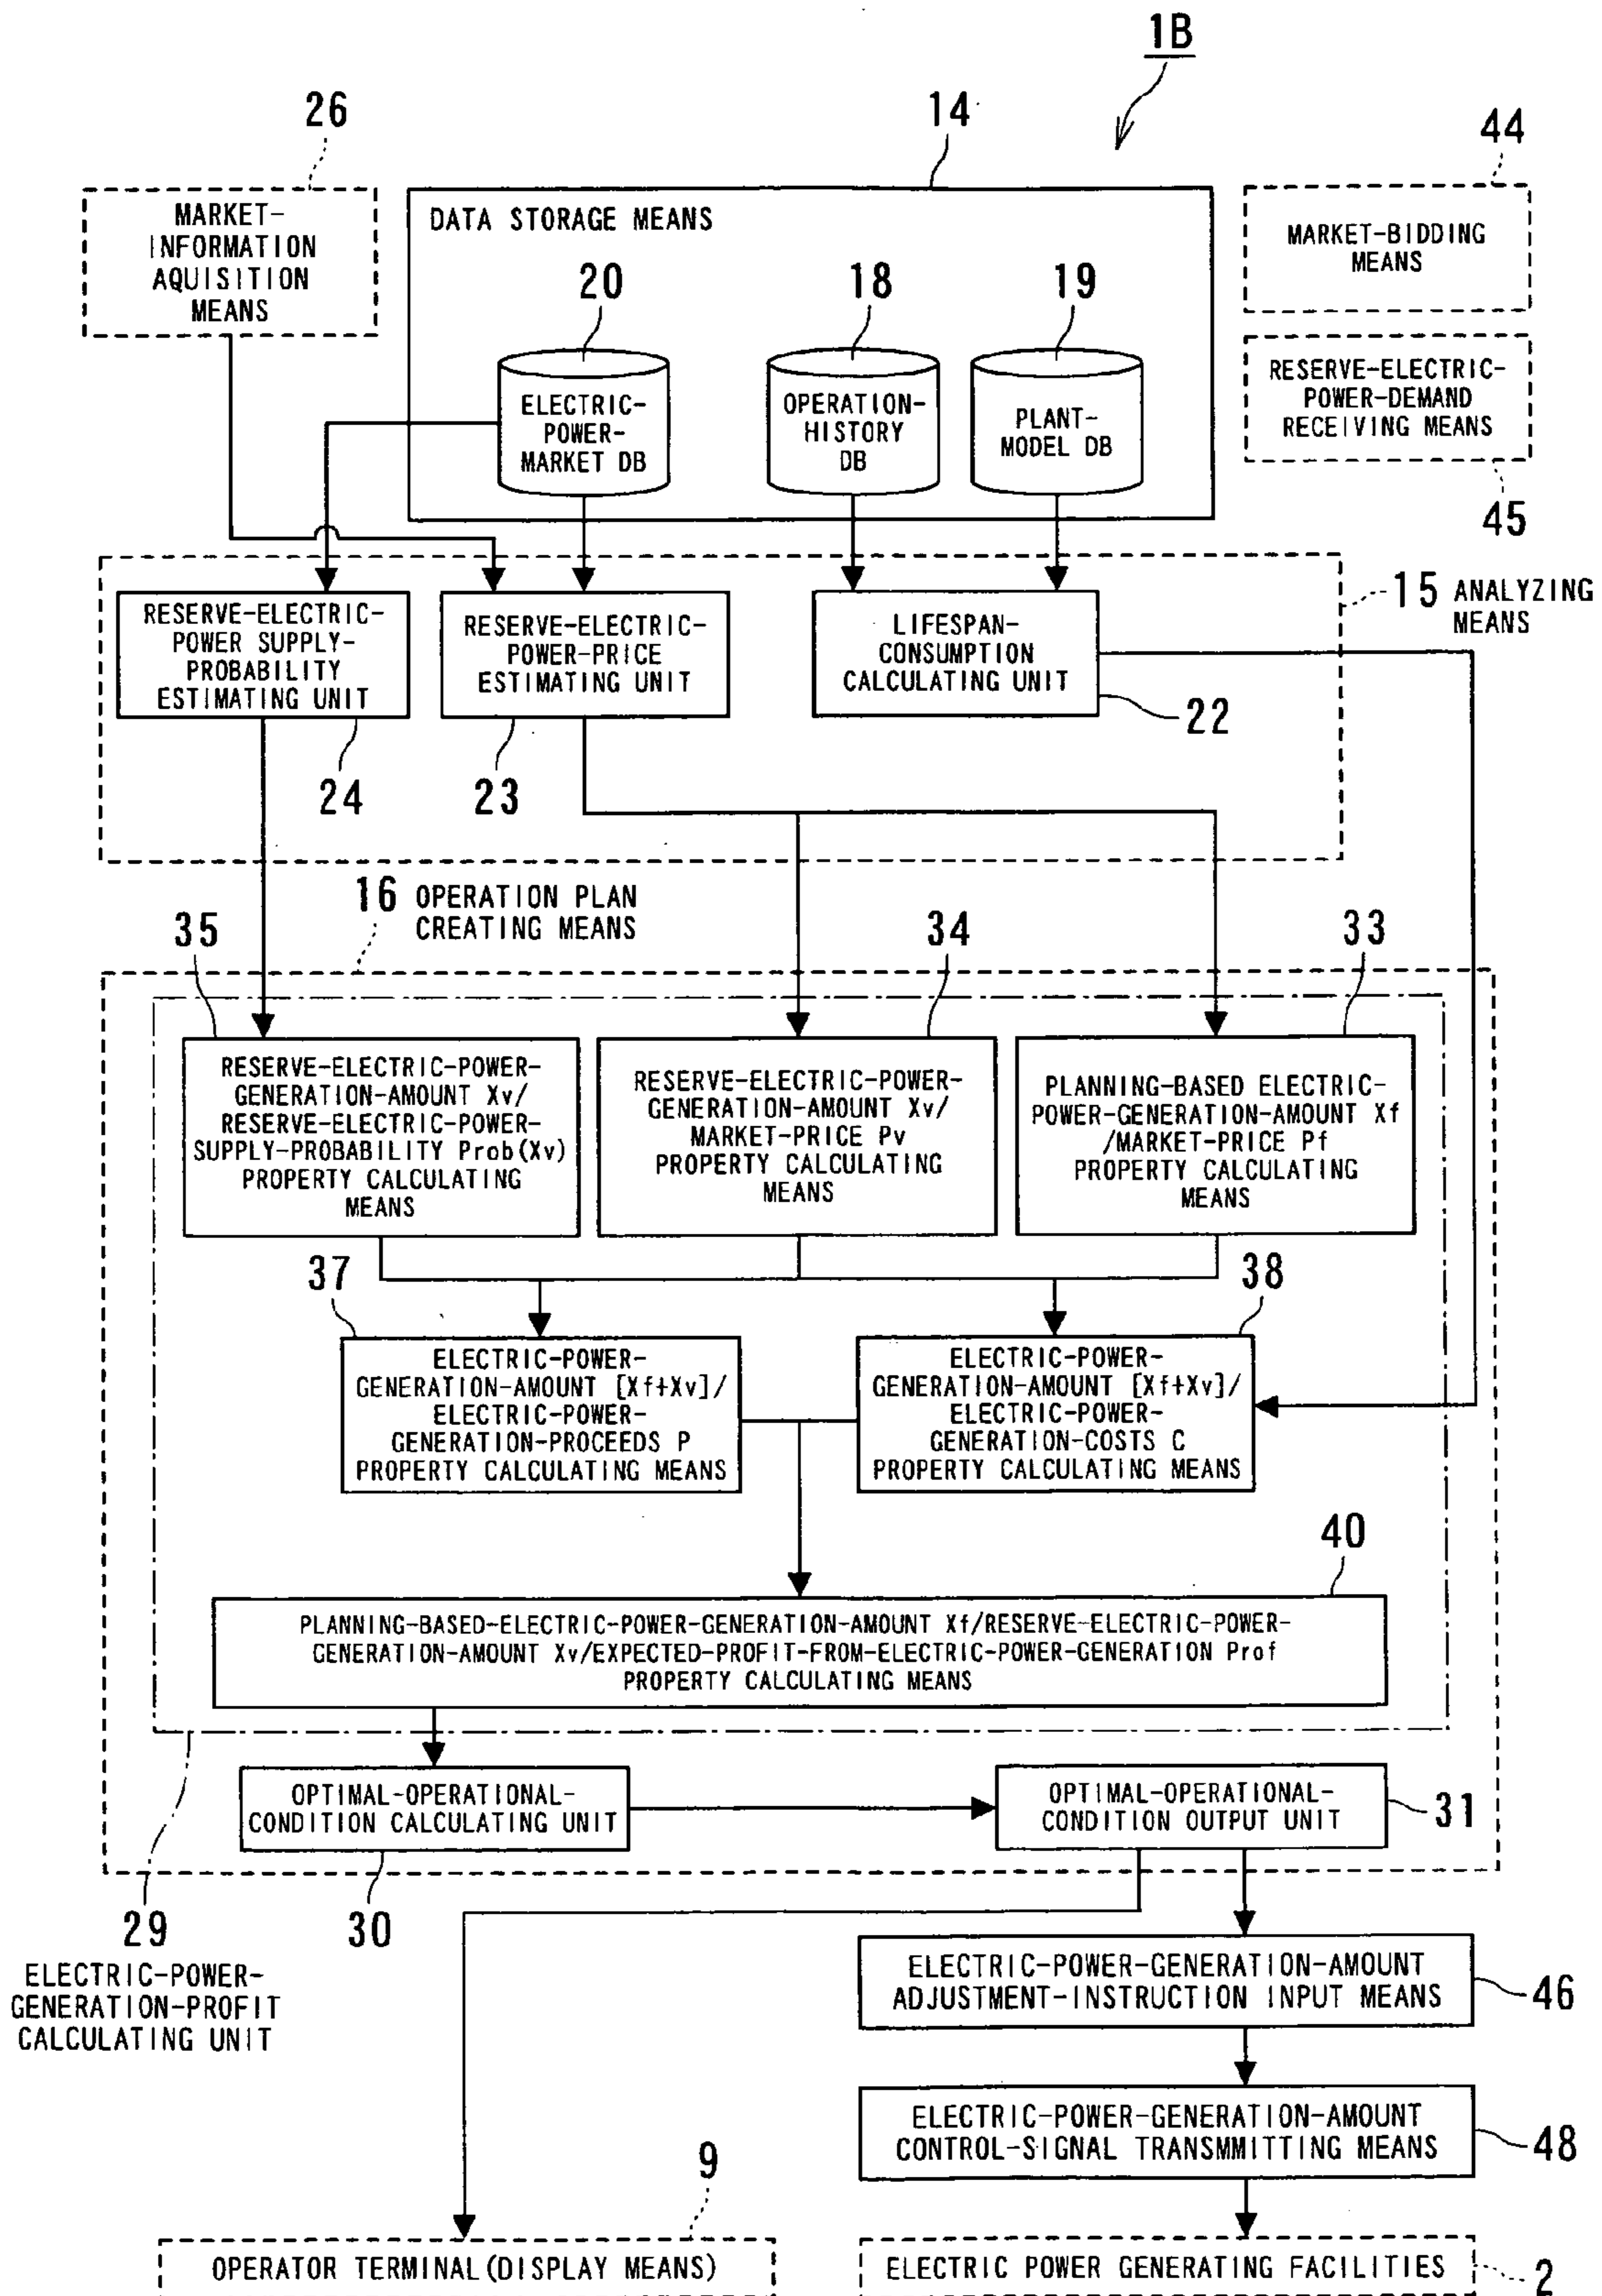 1B
26
14
44
MARKET-
INFORMATION
AQUISITION
MEANS
DATA STORAGE MEANS
MARKET-BIDDING
MEANS
20
18
19
ELECTRIC-
POWER-
MARKET DB
OPERATION-
HISTORY
DB
PLANT-
MODEL DB
RESERVE-ELECTRIC-
POWER-DEMAND
RECEIVING MEANS
45
15 ANALYZING
MEANS
RESERVE-ELECTRIC-
POWER SUPPLY-
PROBABILITY
ESTIMATING UNIT
RESERVE-ELECTRIC-
POWER-PRICE
ESTIMATING UNIT
LIFESPAN-
CONSUMPTION
CALCULATING UNIT
22
24
23
16 OPERATION PLAN
CREATING MEANS
35
34
33
RESERVE-ELECTRIC-POWER-
GENERATION-AMOUNT Xv/
RESERVE-ELECTRIC-POWER-
SUPPLY-PROBABILITY Prob(Xv)
PROPERTY CALCULATING
MEANS
RESERVE-ELECTRIC-POWER-
GENERATION-AMOUNT Xv/
MARKET-PRICE Pv
PROPERTY CALCULATING
MEANS
PLANNING-BASED ELECTRIC-
POWER-GENERATION-AMOUNT Xf
/MARKET-PRICE Pf
PROPERTY CALCULATING
MEANS
37
38
ELECTRIC-POWER-
GENERATION-AMOUNT [Xf+Xv]/
ELECTRIC-POWER-
GENERATION-PROCEEDS P
PROPERTY CALCULATING MEANS
ELECTRIC-POWER-
GENERATION-AMOUNT [Xf+Xv]/
ELECTRIC-POWER-
GENERATION-COSTS C
PROPERTY CALCULATING MEANS
40
PLANNING-BASED-ELECTRIC-POWER-GENERATION-AMOUNT Xf/RESERVE-ELECTRIC-POWER-
GENERATION-AMOUNT Xv/EXPECTED-PROFIT-FROM-ELECTRIC-POWER-GENERATION Prof
PROPERTY CALCULATING MEANS
OPTIMAL-OPERATIONAL-
CONDITION CALCULATING UNIT
OPTIMAL-OPERATIONAL-
CONDITION OUTPUT UNIT
31
29
30
ELECTRIC-POWER-
GENERATION-PROFIT
CALCULATING UNIT
ELECTRIC-POWER-GENERATION-AMOUNT
ADJUSTMENT-INSTRUCTION INPUT MEANS
46
ELECTRIC-POWER-GENERATION-AMOUNT
CONTROL-SIGNAL TRANSMMITTING MEANS
48
9
OPERATOR TERMINAL(DISPLAY MEANS)
ELECTRIC POWER GENERATING FACILITIES
2